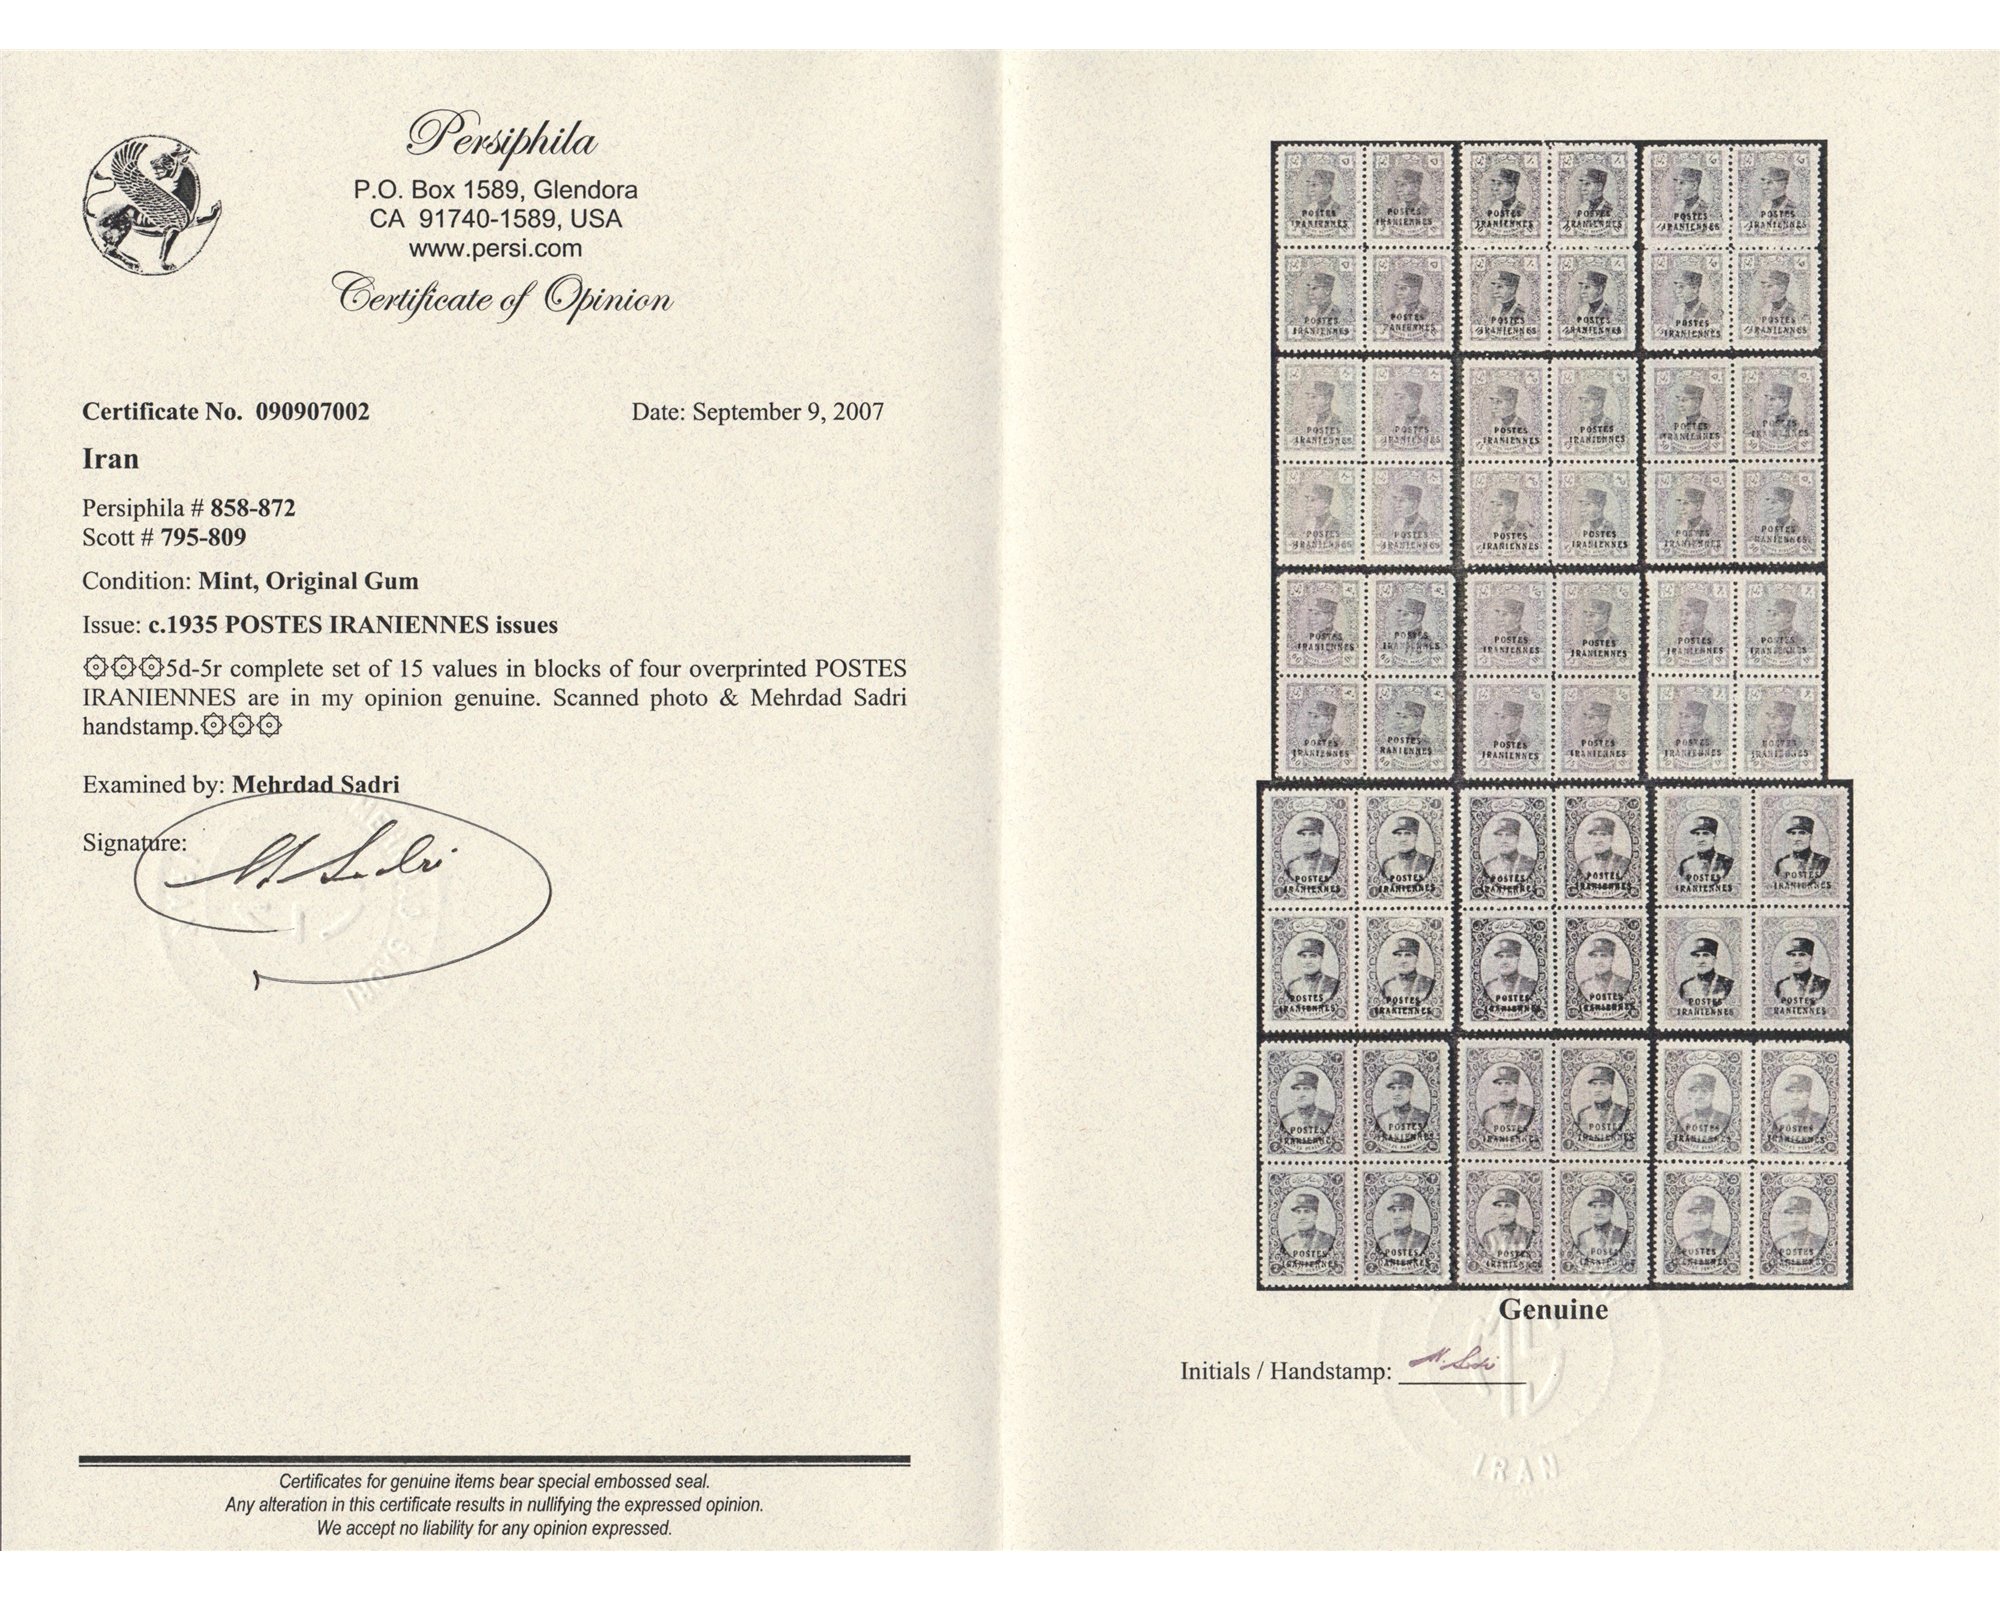 Persiphila
P.O. Box 1589, Glendora
CA 91740-1589, USA
www.persi.com
Certificate of Opinion
Certificate No. 090907002
Date: September 9, 2007
Iran
Persiphila # 858-872
Scott # 795-809
Condition: Mint, Original Gum
Issue: c.1935 POSTES IRANIENNES issues
5d-5r complete set of 15 values in blocks of four overprinted POSTES
IRANIENNES are in my opinion genuine. Scanned photo & Mehrdad Sadri
handstamp.
Examined by: Mehrdad Sadri
Signature:
M. Sadri
Certificates for genuine items bear special embossed seal.
Any alteration in this certificate results in nullifying the expressed opinion.
We accept no liability for any opinion expressed.
POSTES
IRANIENNES
Genuine
Initials / Handstamp: M. Sadri
IRAN